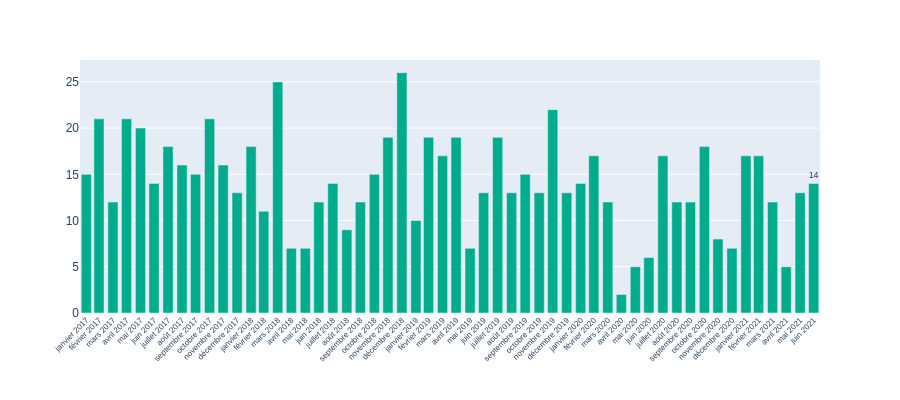 25
20
15
14
10
5
0
janvier 2017
février 2017
mars 2017
avril 2017
mai 2017
juin 2017
juillet 2017
août 2017
septembre 2017
octobre 2017
novembre 2017
décembre 2017
janvier 2018
février 2018
mars 2018
avril 2018
mai 2018
juin 2018
juillet 2018
août 2018
septembre 2018
octobre 2018
novembre 2018
décembre 2018
janvier 2019
février 2019
mars 2019
avril 2019
mai 2019
juin 2019
juillet 2019
août 2019
septembre 2019
octobre 2019
novembre 2019
décembre 2019
janvier 2020
février 2020
mars 2020
avril 2020
mai 2020
juin 2020
juillet 2020
août 2020
septembre 2020
octobre 2020
novembre 2020
décembre 2020
janvier 2021
février 2021
mars 2021
avril 2021
mai 2021
juin 2021